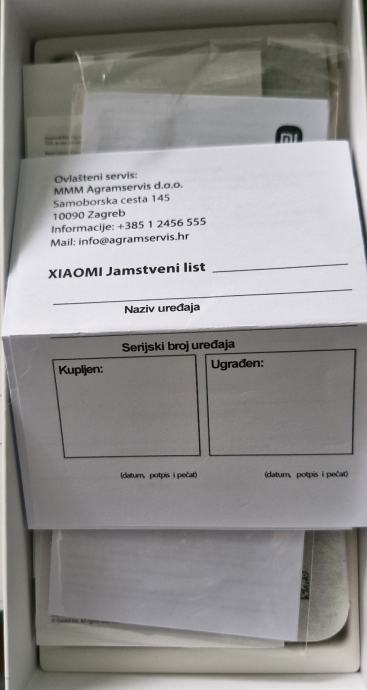 mi
Ovlašteni servis:
MMM Agramservis d.o.o.
Samoborska cesta 145
10090 Zagreb
Informacije: +385 1 2456 555
Mail: info@agramservis.hr
XIAOMI Jamstveni list
Naziv uređaja
Serijski broj uređaja
Kupljen:
Ugrađen:
(datum, potpis i pečat)
(datum, potpis i pečat)